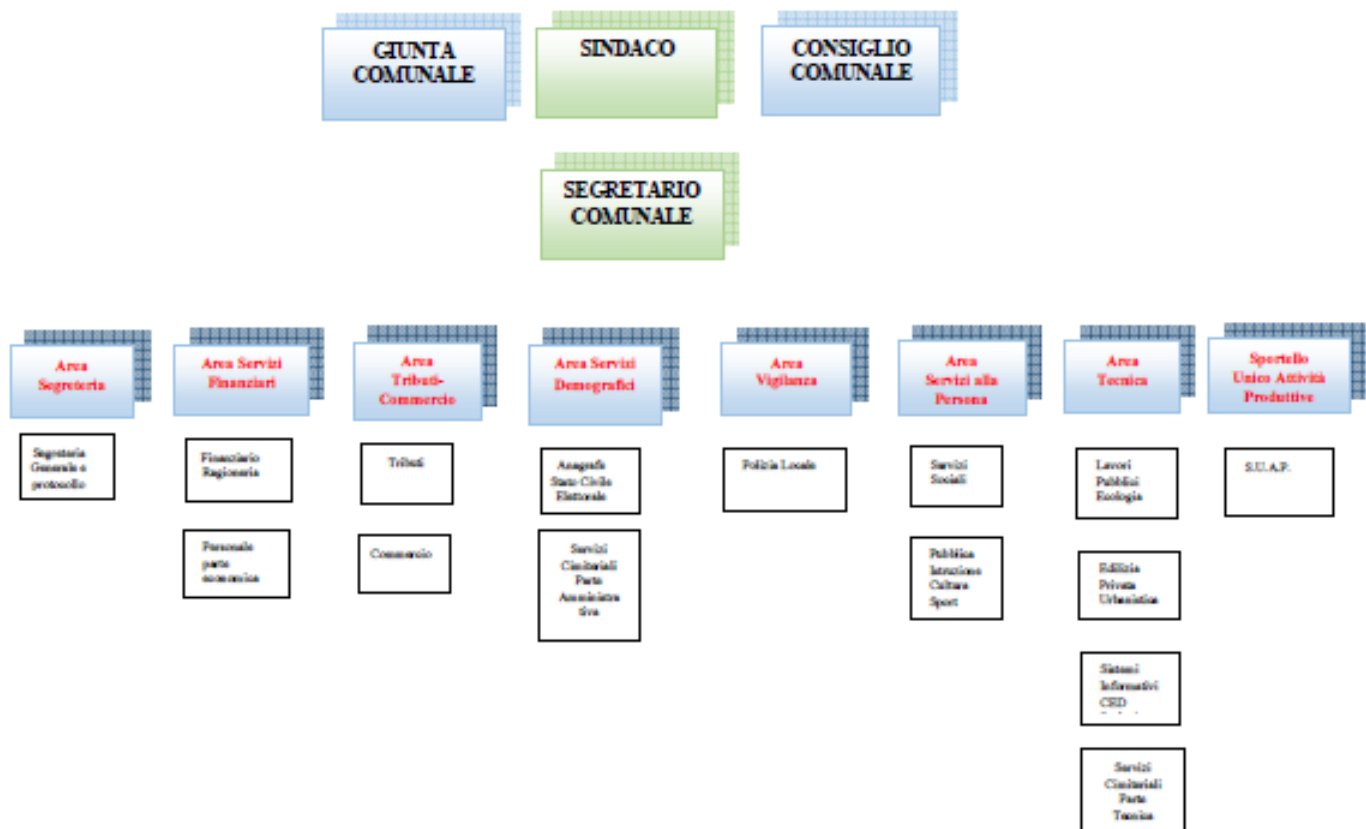 GIUNTA
COMUNALE
SINDACO
CONSIGLIO
COMUNALE
SEGRETARIO
COMUNALE
Area
Segreteria
Area Servizi
Finanziari
Area
Tributi-
Commercio
Area Servizi
Demografici
Area
Vigilanza
Area
Servizi alla
Persona
Area
Tecnica
Sportello
Unico Attività
Produttive
Segreteria
Generale e
protocollo
Finanziario
Ragioneria
Personale
parte
economica
Tributi
Commercio
Anagrafe
Stato Civile
Elettorale
Servizi
Cimiteriali
Parte
Amministra
tiva
Polizia Locale
Servizi
Sociali
Pubblica
Istruzione
Cultura
Sport
Lavori
Pubblici
Ecologia
Edilizia
Privata
Urbanistica
Sistemi
Informativi
CED
Servizi
Cimiteriali
Parte
Tecnica
S.U.A.P.